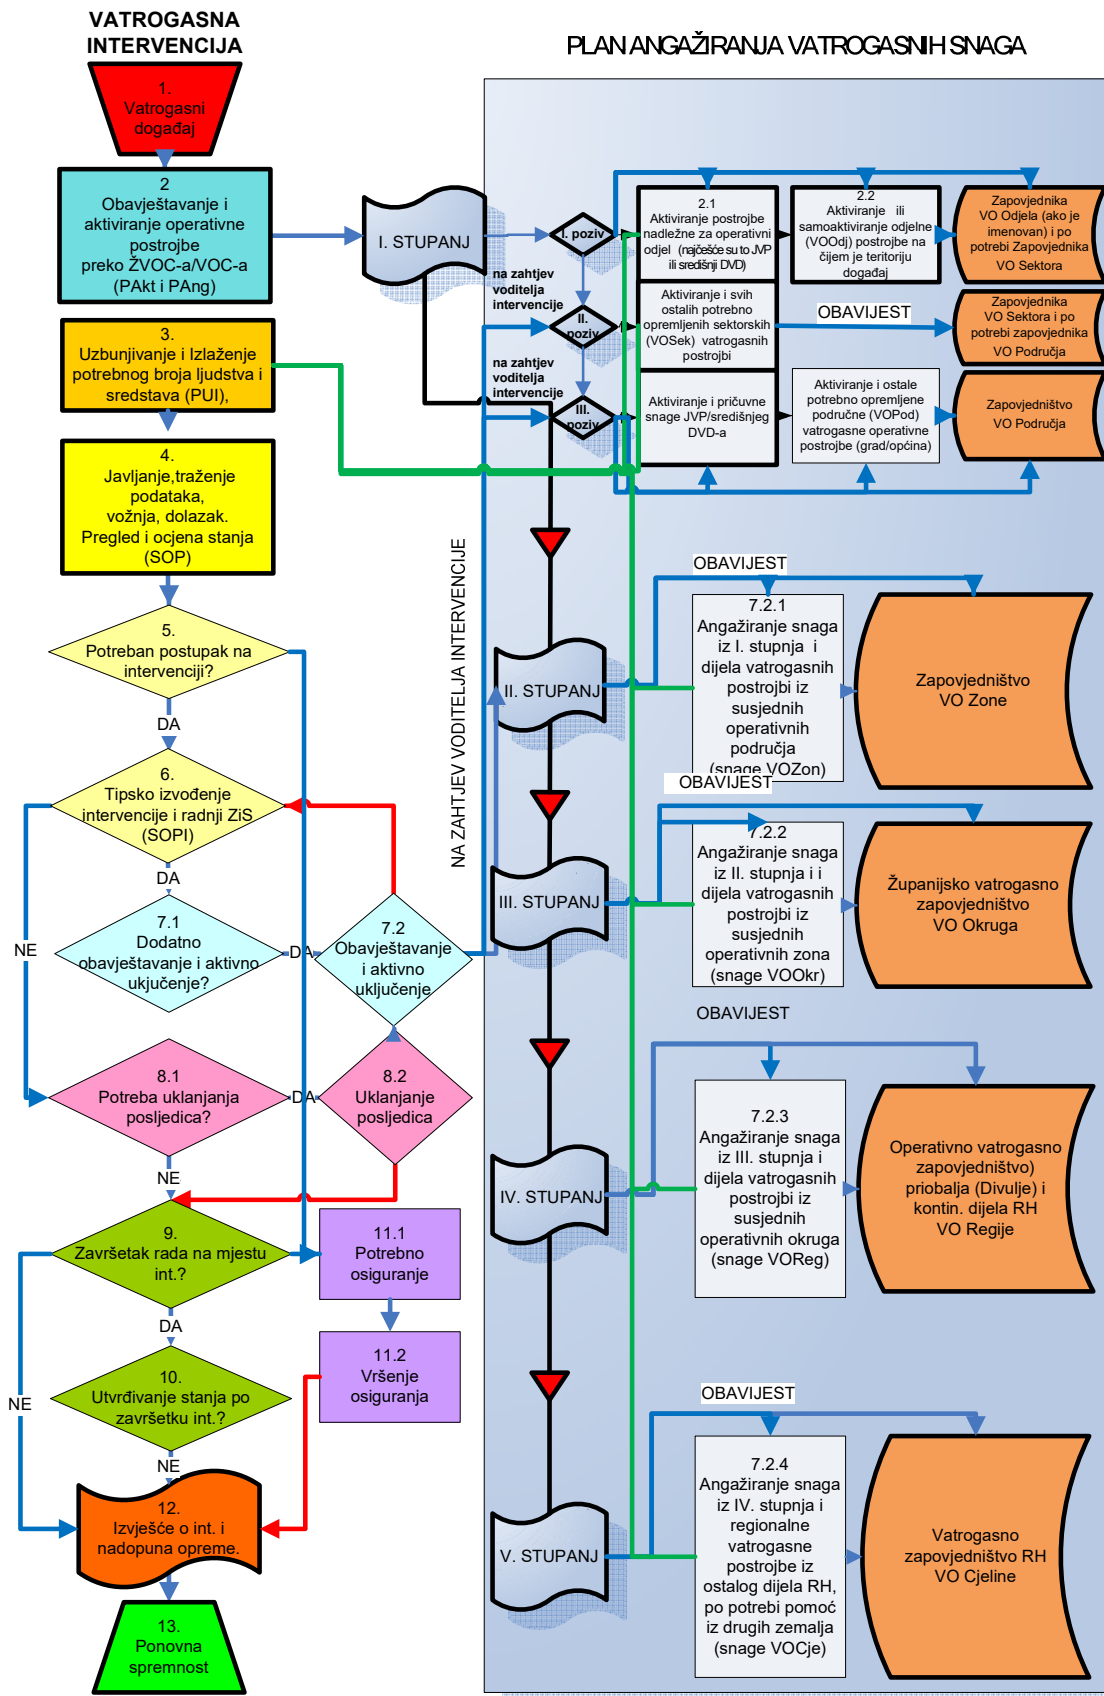 VATROGASNA
INTERVENCIJA
PLAN ANGAŽIRANJA VATROGASNIH SNAGA
1.
Vatrogasni
događaj
2
Obavještavanje i
aktiviranje operativne
postrojbe
preko ŽVOC-a/VOC-a
(PAkt i PAng)
3.
Uzbunjivanje i Izlaženje
potrebnog broja ljudstva i
sredstava (PUI),
4.
Javljanje,traženje
podataka,
vožnja, dolazak.
Pregled i ocjena stanja
(SOP)
5.
Potreban postupak na
intervenciji?
DA
6.
Tipsko izvođenje
intervencije i radnji ZiS
(SOPI)
DA
NE
7.1
Dodatno
obavještavanje i aktivno
ukjučenje?
DA
7.2
Obavještavanje
i aktivno
uključenje
8.1
Potreba uklanjanja
posljedica?
DA
8.2
Uklanjanje
posljedica
NE
9.
Završetak rada na mjestu
int.?
DA
NE
10.
Utvrđivanje stanja po
završetku int.?
NE
11.1
Potrebno
osiguranje
11.2
Vršenje
osiguranja
12.
Izvješće o int. i
nadopuna opreme.
13.
Ponovna
spremnost
NA ZAHTJEV VODITELJA INTERVENCIJE
I. STUPANJ
I. poziv
na zahtjev
voditelja
intervencije
II.
poziv
na zahtjev
voditelja
intervencije
III.
poziv
2.1
Aktiviranje postrojbe
nadležne za operativni
odjel (najčešće su to JVP
ili središnji DVD)
2.2
Aktiviranje ili
samoaktiviranje odjelne
(VOOdj) postrojbe na
čijem je teritoriju
događaj
Zapovjednika
VO Odjela (ako je
imenovan) i po
potrebi Zapovjednika
VO Sektora
Aktiviranje i svih
ostalih potrebno
opremljenih sektorskih
(VOSek) vatrogasnih
postrojbi
OBAVIJEST
Zapovjednika
VO Sektora i po
potrebi zapovjednika
VO Područja
Aktiviranje i pričuvne
snage JVP/središnjeg
DVD-a
Aktiviranje i ostale
potrebno opremljene
područne (VOPod)
vatrogasne operativne
postrojbe (grad/općina)
Zapovjedništvo
VO Područja
OBAVIJEST
II. STUPANJ
7.2.1
Angažiranje snaga
iz I. stupnja i
dijela vatrogasnih
postrojbi iz
susjednih
operativnih
područja
(snage VOZon)
Zapovjedništvo
VO Zone
OBAVIJEST
III. STUPANJ
7.2.2
Angažiranje snaga
iz II. stupnja i i
dijela vatrogasnih
postrojbi iz
susjednih
operativnih zona
(snage VOOkr)
Županijsko vatrogasno
zapovjedništvo
VO Okruga
OBAVIJEST
IV. STUPANJ
7.2.3
Angažiranje snaga
iz III. stupnja i
dijela vatrogasnih
postrojbi iz
susjednih
operativnih okruga
(snage VOReg)
Operativno vatrogasno
zapovjedništvo)
priobalja (Divulje) i
kontin. dijela RH
VO Regije
OBAVIJEST
V. STUPANJ
7.2.4
Angažiranje snaga
iz IV. stupnja i
regionalne
vatrogasne
postrojbe iz
ostalog dijela RH,
po potrebi pomoć
iz drugih zemalja
(snage VOCje)
Vatrogasno
zapovjedništvo RH
VO Cjeline